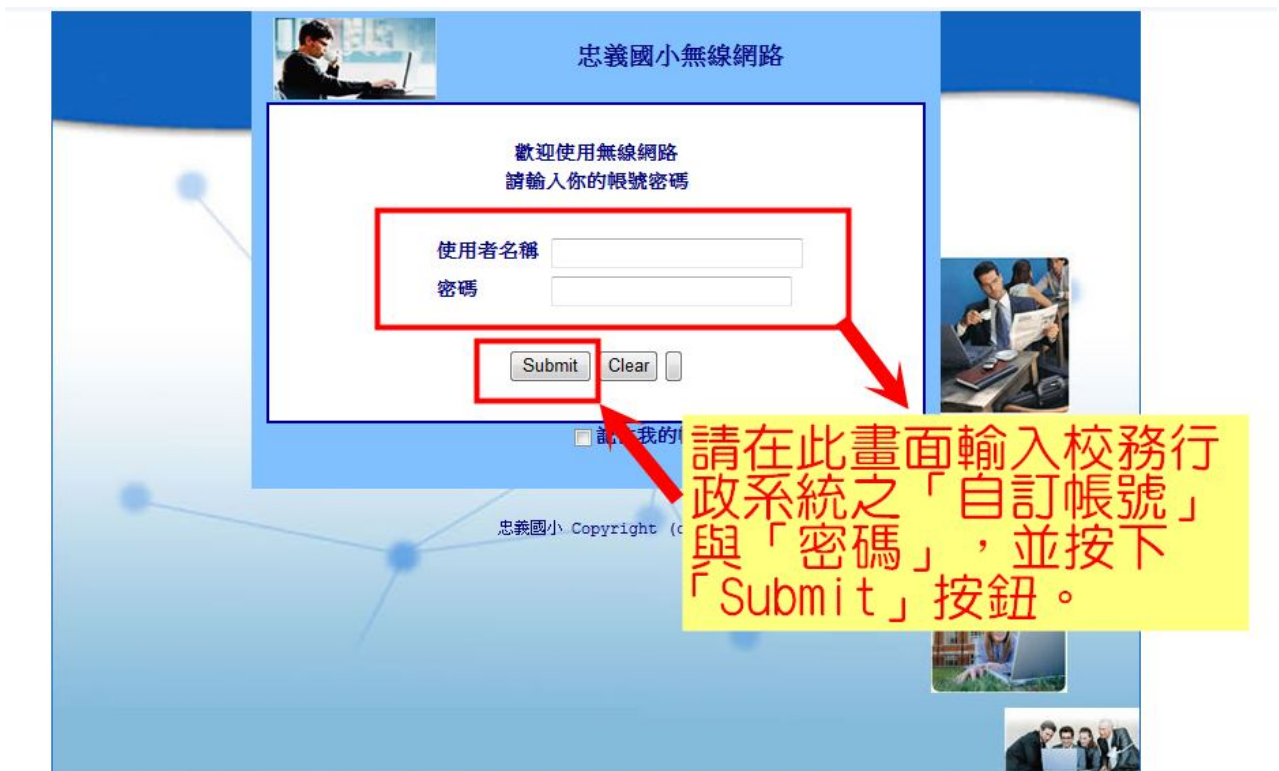 忠義國小無線網路
歡迎使用無線網路
請輸入你的帳號密碼
使用者名稱
密碼
Submit Clear
我的
忠義國小 Copyright (c
請在此畫面輸入校務行
政系統之「自訂帳號」
與「密碼」，並按下
「Submit」按鈕。